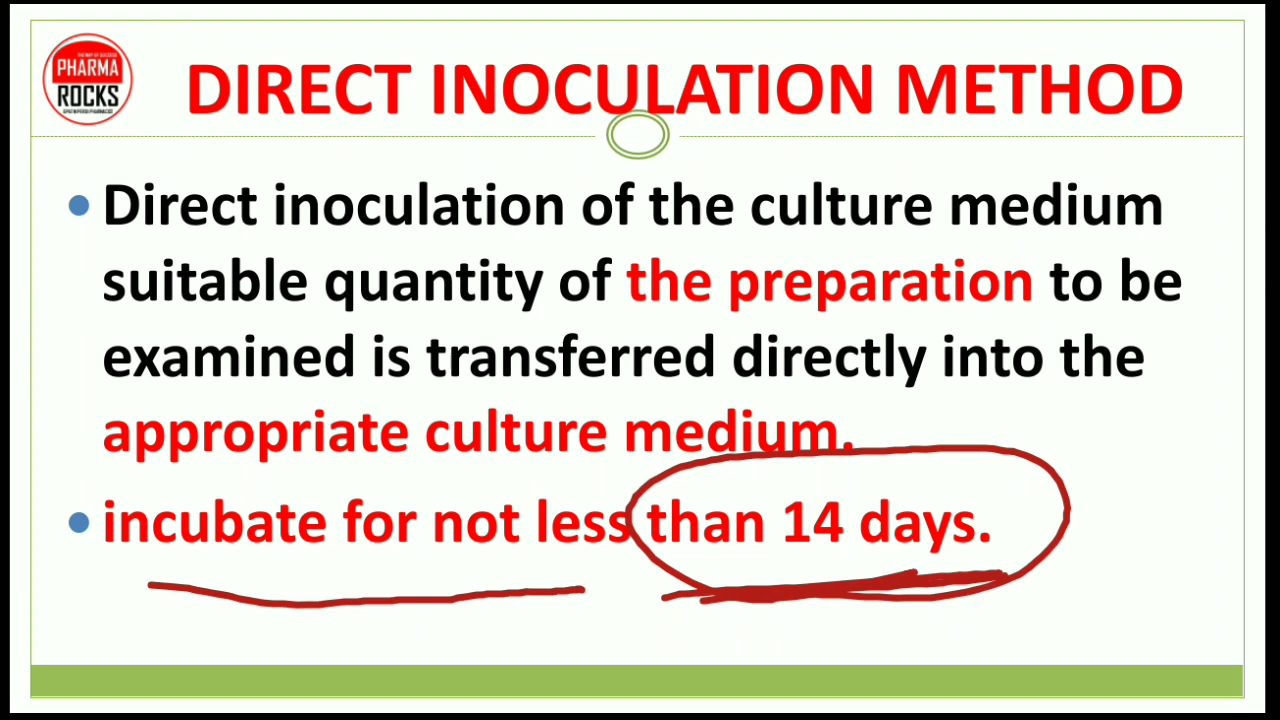 PHARMA
ROCKS
DIRECT INOCULATION METHOD
• Direct inoculation of the culture medium
suitable quantity of the preparation to be
examined is transferred directly into the
appropriate culture medium.
• incubate for not less than 14 days.